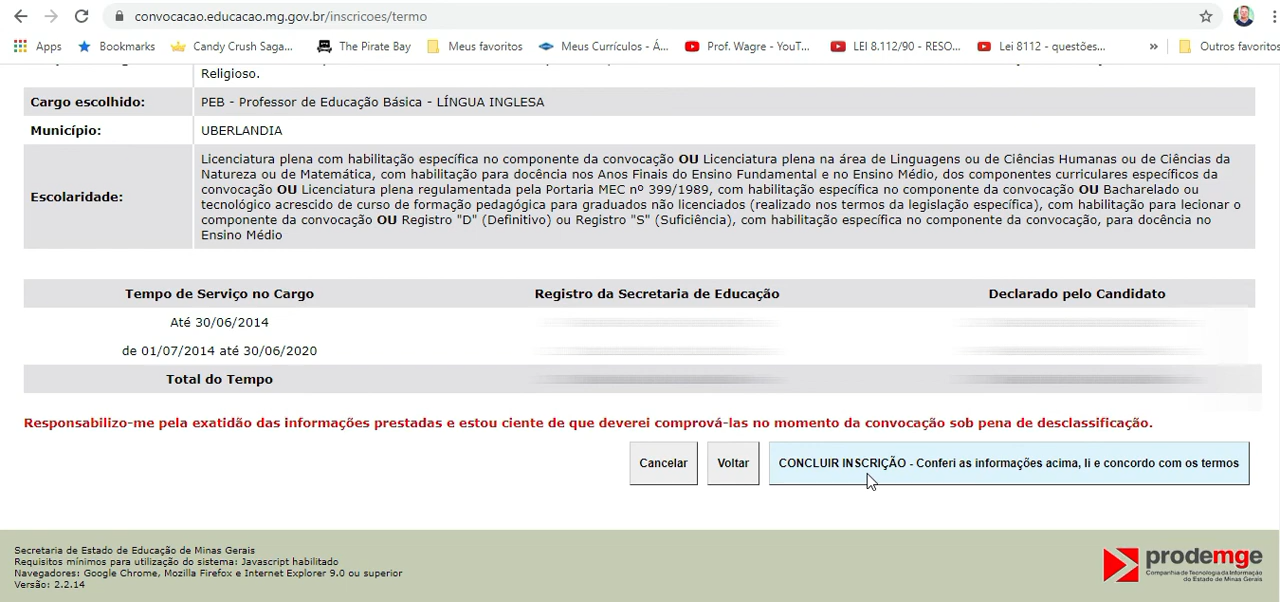 convocacao.educacao.mg.gov.br/inscricoes/termo
Apps Bookmarks Candy Crush Saga... The Pirate Bay Meus favoritos Meus Currículos - Á... Prof. Wagre - YouT... LEI 8.112/90 - RESO... Lei 8112 - questões... » Outros favoritos
Religioso.
Cargo escolhido: PEB - Professor de Educação Básica - LÍNGUA INGLESA
Município: UBERLANDIA
Escolaridade:
Licenciatura plena com habilitação específica no componente da convocação OU Licenciatura plena na área de Linguagens ou de Ciências Humanas ou de Ciências da
Natureza ou de Matemática, com habilitação para docência nos Anos Finais do Ensino Fundamental e no Ensino Médio, dos componentes curriculares específicos da
convocação OU Licenciatura plena regulamentada pela Portaria MEC nº 399/1989, com habilitação específica no componente da convocação OU Bacharelado ou
tecnológico acrescido de curso de formação pedagógica para graduados não licenciados (realizado nos termos da legislação específica), com habilitação para lecionar o
componente da convocação OU Registro "D" (Definitivo) ou Registro "S" (Suficiência), com habilitação específica no componente da convocação, para docência no
Ensino Médio
Tempo de Serviço no Cargo Registro da Secretaria de Educação Declarado pelo Candidato
Até 30/06/2014
de 01/07/2014 até 30/06/2020
Total do Tempo
Responsabilizo-me pela exatidão das informações prestadas e estou ciente de que deverei comprová-las no momento da convocação sob pena de desclassificação.
Cancelar Voltar CONCLUIR INSCRIÇÃO - Conferi as informações acima, li e concordo com os termos
Secretaria de Estado de Educação de Minas Gerais
Requisitos mínimos para utilização do sistema: Javascript habilitado
Navegadores: Google Chrome, Mozilla Firefox e Internet Explorer 9.0 ou superior
Versão: 2.2.14
prodemge
Companhia de Tecnologia da Informação
do Estado de Minas Gerais